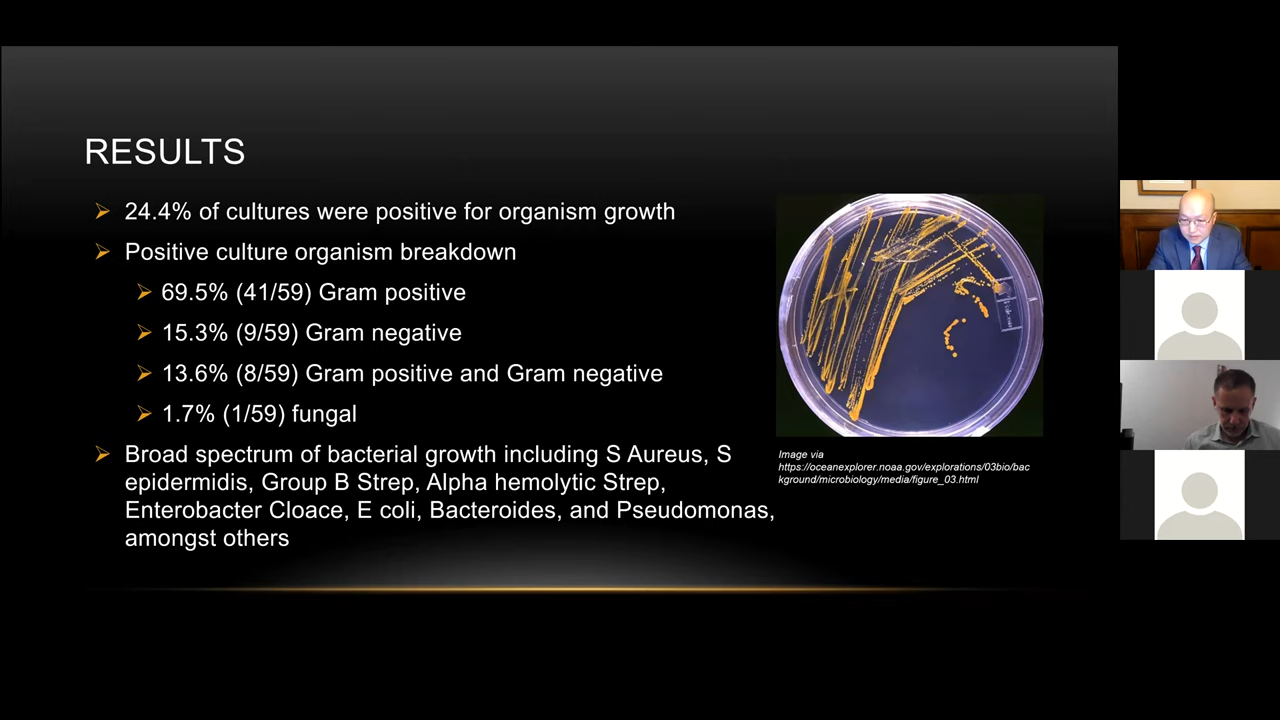 RESULTS
24.4% of cultures were positive for organism growth
Positive culture organism breakdown
69.5% (41/59) Gram positive
15.3% (9/59) Gram negative
13.6% (8/59) Gram positive and Gram negative
1.7% (1/59) fungal
Broad spectrum of bacterial growth including S Aureus, S
epidermidis, Group B Strep, Alpha hemolytic Strep,
Enterobacter Cloace, E coli, Bacteroides, and Pseudomonas,
amongst others
Image via
https://oceanexplorer.noaa.gov/explorations/03bio/bac
kground/microbiology/media/figure_03.html